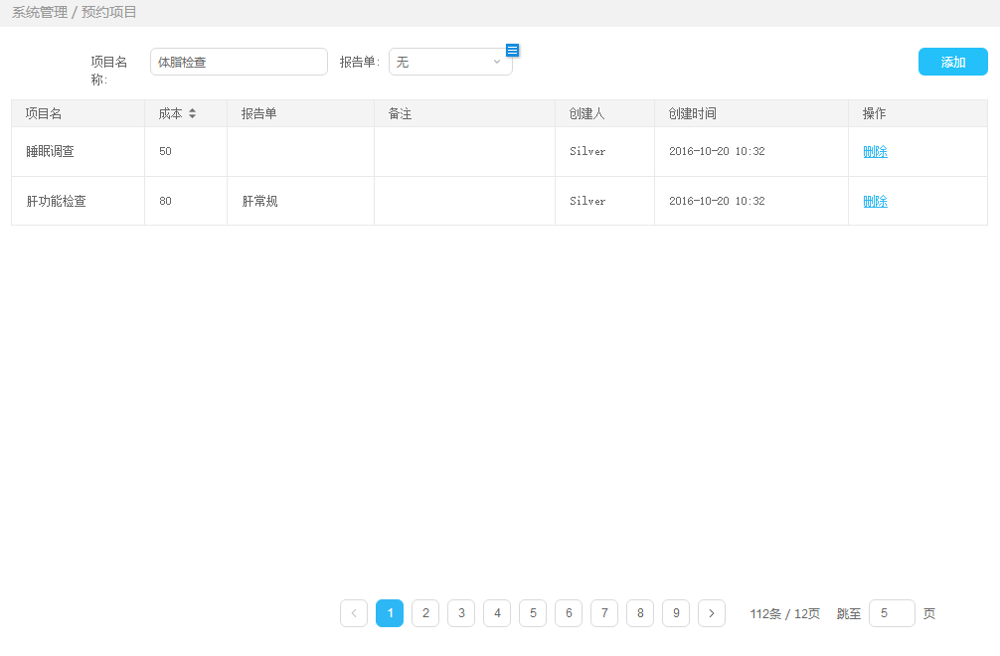 系统管理 / 预约项目
项目名称: 体脂检查 报告单: 无 添加
项目名 成本 报告单 备注 创建人 创建时间 操作
睡眠调查 50 Silver 2016-10-20 10:32 删除
肝功能检查 80 肝常规 Silver 2016-10-20 10:32 删除
< 1 2 3 4 5 6 7 8 9 > 112条 / 12页 跳至 5 页